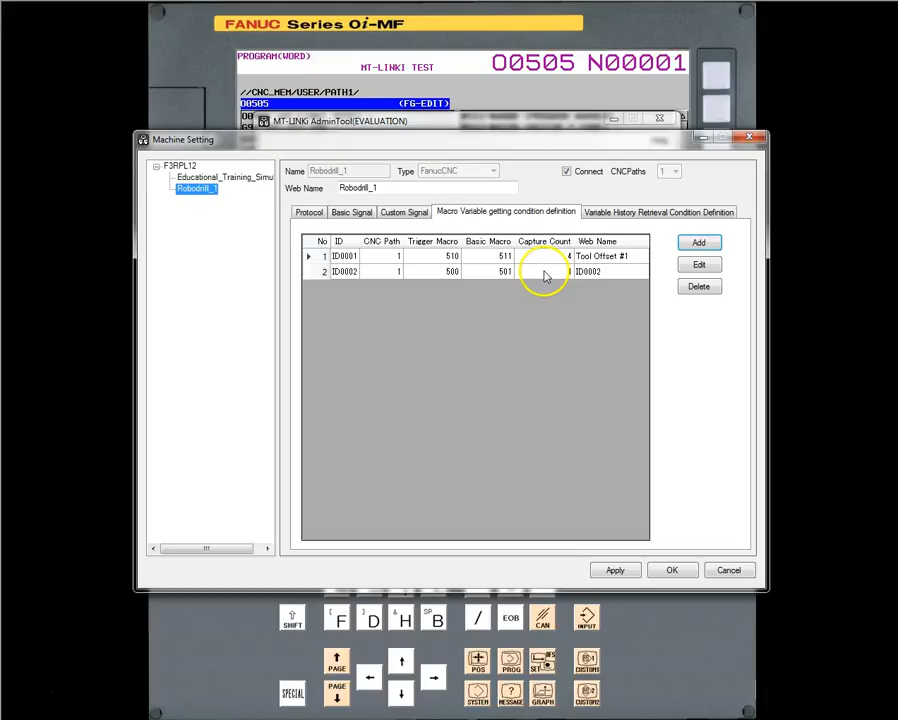 FANUC Series Oi-MF
PROGRAM(WORD)
MT-LINKI TEST
O0505 N00001
//CNC_MEM/USER/PATH1/
O0505 (FG-EDIT)
MT-LINKi AdminTool(EVALUATION)
Machine Setting
F3RPL12
Educational_Training_Simu
Robodrill_1
Name Robodrill_1 Type FanucCNC Connect CNCPaths 1
Web Name Robodrill_1
Protocol Basic Signal Custom Signal Macro Variable getting condition definition Variable History Retrieval Condition Definition
No ID CNC Path Trigger Macro Basic Macro Capture Count Web Name
1 ID0001 1 510 511 4 Tool Offset #1
2 ID0002 1 500 501 1 ID0002
Add
Edit
Delete
Apply OK Cancel
SHIFT [ F ] D & H SP B / EOB CAN INPUT
PAGE POS PROG OFS SET CUSTOM1
SPECIAL PAGE SYSTEM MESSAGE GRAPH CUSTOM2